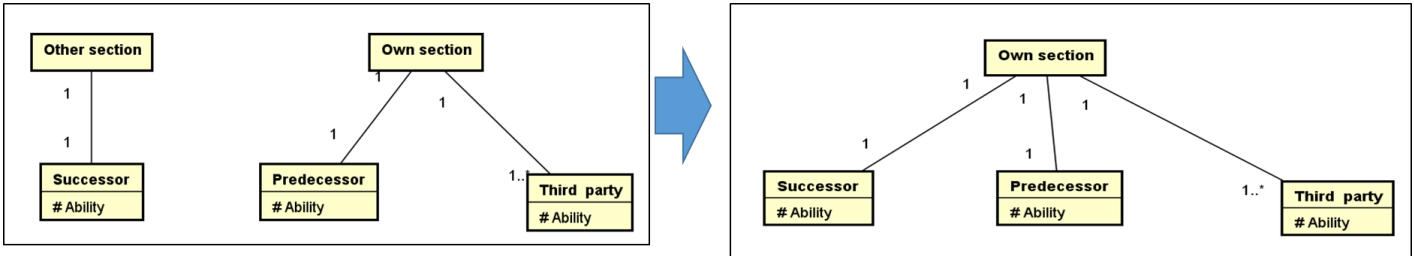 Other section
Own section
1
1
1
1
1
1..*
Successor
# Ability
Predecessor
# Ability
Third party
# Ability
Own section
1
1
1
1
1
1..*
Successor
# Ability
Predecessor
# Ability
Third party
# Ability